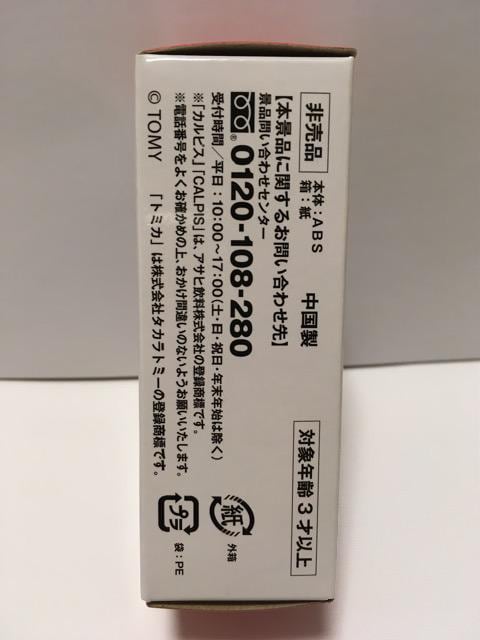 非売品
対象年齢 3才以上
本体:ABS
箱:紙
中国製
【本景品に関するお問い合わせ先】
景品問い合わせセンター
0120-108-280
受付時間/平日:10:00〜17:00(土・日・祝日・年末年始は除く)
※「カルピス」「CALPIS」は、アサヒ飲料株式会社の登録商標です。
※電話番号をよくお確かめの上、おかけ間違いのないようお願いいたします。
© TOMY 「トミカ」は株式会社タカラトミーの登録商標です。
紙
外箱
プラ
袋:PE